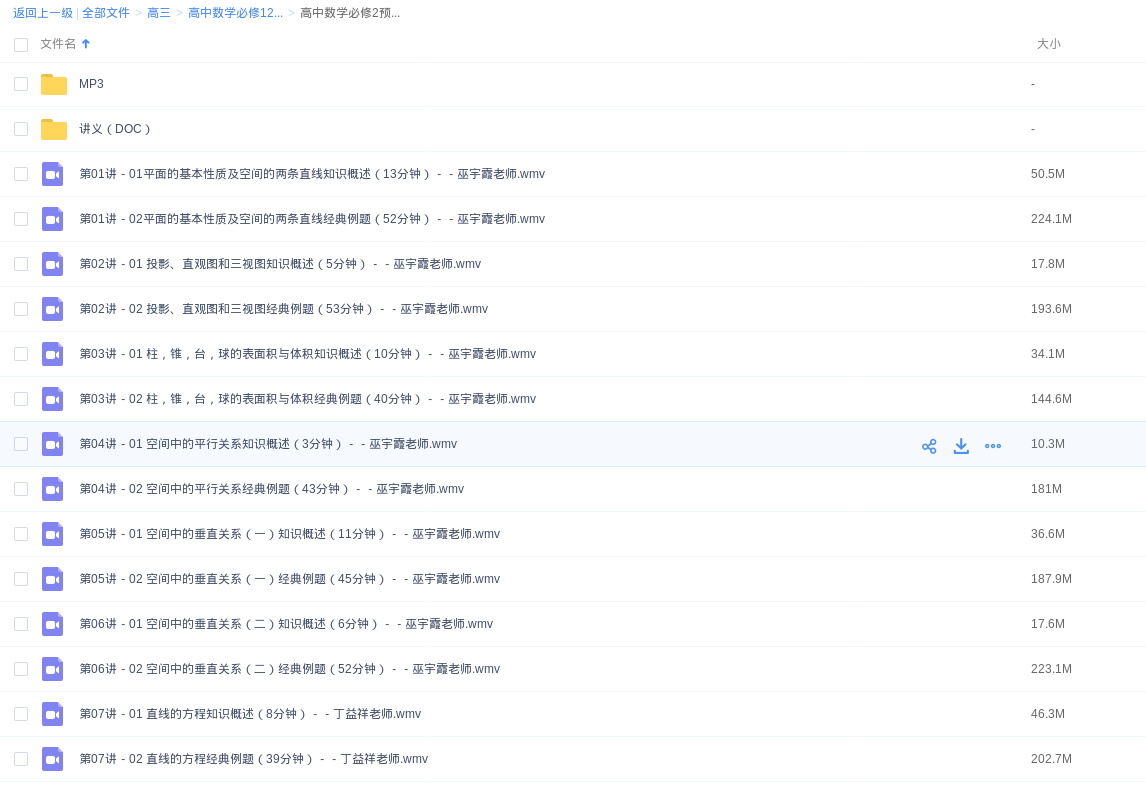 返回上一级 | 全部文件 > 高三 > 高中数学必修12... > 高中数学必修2预...
文件名 大小
MP3 -
讲义（DOC） -
第01讲 - 01平面的基本性质及空间的两条直线知识概述（13分钟） - - 巫宇霞老师.wmv 50.5M
第01讲 - 02平面的基本性质及空间的两条直线经典例题（52分钟） - - 巫宇霞老师.wmv 224.1M
第02讲 - 01 投影、直观图和三视图知识概述（5分钟） - - 巫宇霞老师.wmv 17.8M
第02讲 - 02 投影、直观图和三视图经典例题（53分钟） - - 巫宇霞老师.wmv 193.6M
第03讲 - 01 柱，锥，台，球的表面积与体积知识概述（10分钟） - - 巫宇霞老师.wmv 34.1M
第03讲 - 02 柱，锥，台，球的表面积与体积经典例题（40分钟） - - 巫宇霞老师.wmv 144.6M
第04讲 - 01 空间中的平行关系知识概述（3分钟） - - 巫宇霞老师.wmv 10.3M
第04讲 - 02 空间中的平行关系经典例题（43分钟） - - 巫宇霞老师.wmv 181M
第05讲 - 01 空间中的垂直关系（一）知识概述（11分钟） - - 巫宇霞老师.wmv 36.6M
第05讲 - 02 空间中的垂直关系（一）经典例题（45分钟） - - 巫宇霞老师.wmv 187.9M
第06讲 - 01 空间中的垂直关系（二）知识概述（6分钟） - - 巫宇霞老师.wmv 17.6M
第06讲 - 02 空间中的垂直关系（二）经典例题（52分钟） - - 巫宇霞老师.wmv 223.1M
第07讲 - 01 直线的方程知识概述（8分钟） - - 丁益祥老师.wmv 46.3M
第07讲 - 02 直线的方程经典例题（39分钟） - - 丁益祥老师.wmv 202.7M